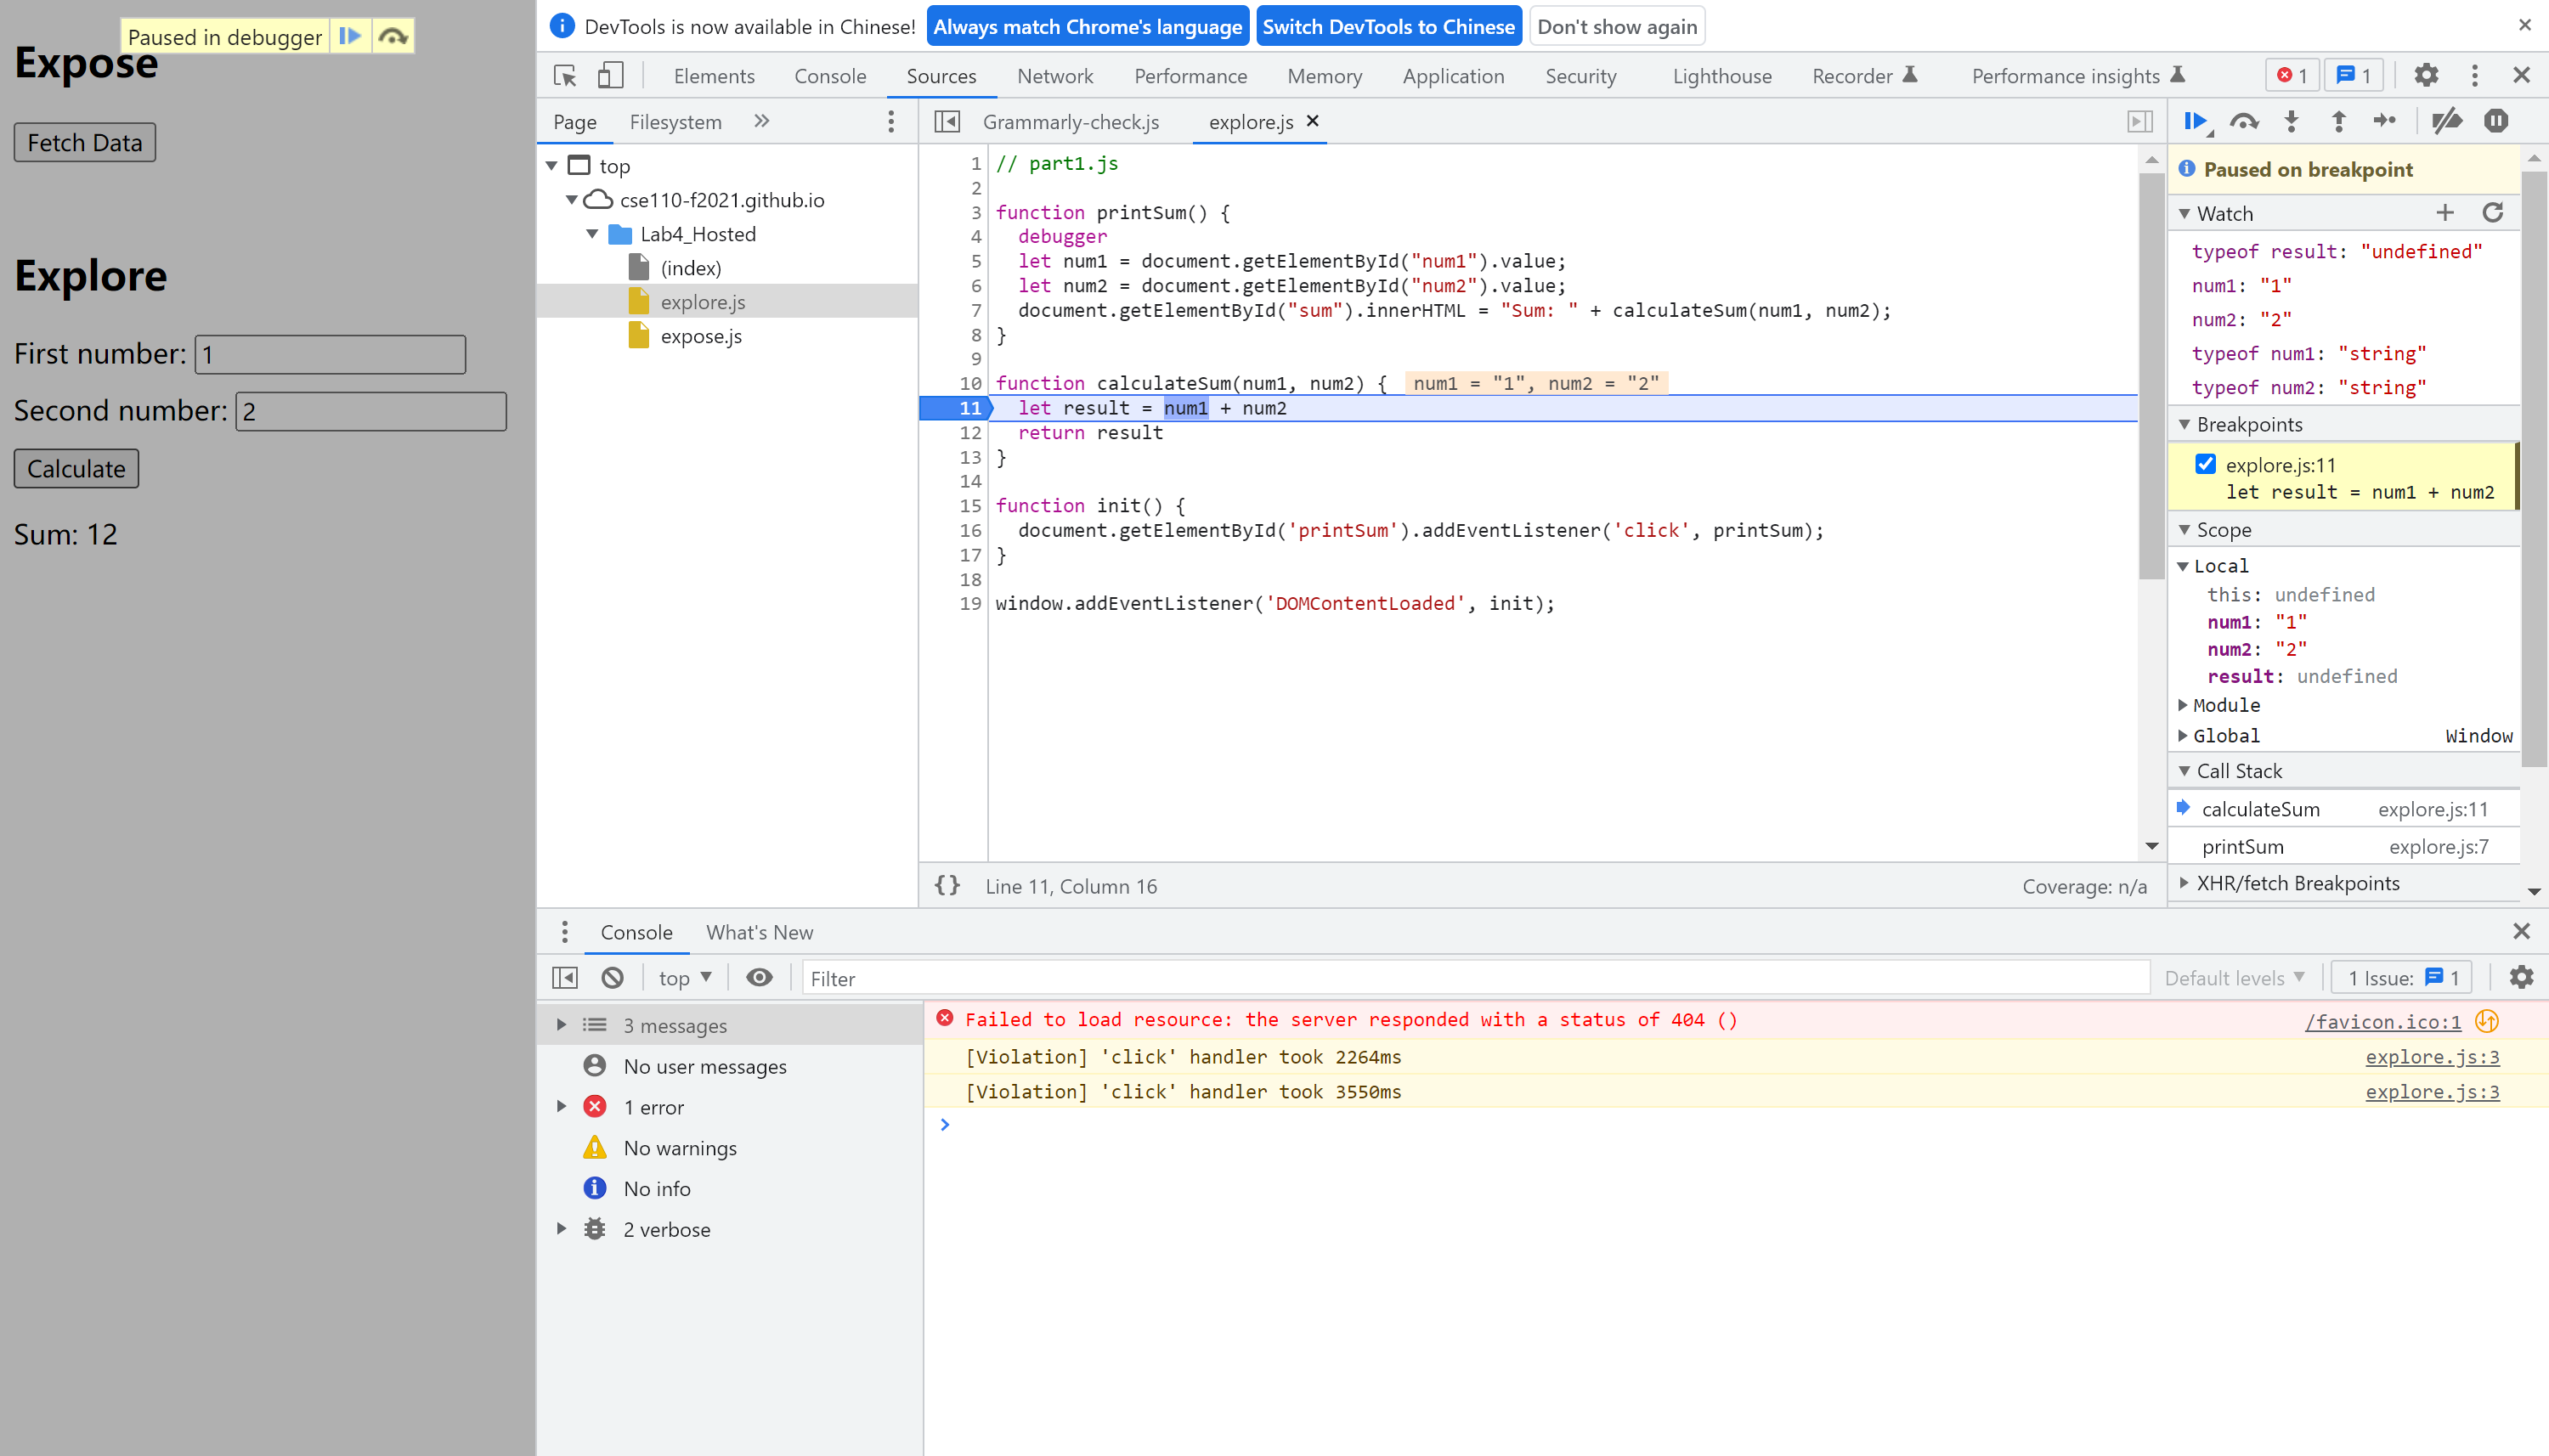 Paused in debugger
Expose
Fetch Data
Explore
First number: 1
Second number: 2
Calculate
Sum: 12
DevTools is now available in Chinese! Always match Chrome's language Switch DevTools to Chinese Don't show again
Elements Console Sources Network Performance Memory Application Security Lighthouse Recorder Performance insights 1 1
Page Filesystem
top
cse110-f2021.github.io
Lab4_Hosted
(index)
explore.js
expose.js
Grammarly-check.js explore.js
1 // part1.js
2
3 function printSum() {
4 debugger
5 let num1 = document.getElementById("num1").value;
6 let num2 = document.getElementById("num2").value;
7 document.getElementById("sum").innerHTML = "Sum: " + calculateSum(num1, num2);
8 }
9
10 function calculateSum(num1, num2) { num1 = "1", num2 = "2"
11 let result = num1 + num2
12 return result
13 }
14
15 function init() {
16 document.getElementById('printSum').addEventListener('click', printSum);
17 }
18
19 window.addEventListener('DOMContentLoaded', init);
{} Line 11, Column 16 Coverage: n/a
Paused on breakpoint
Watch
typeof result: "undefined"
num1: "1"
num2: "2"
typeof num1: "string"
typeof num2: "string"
Breakpoints
explore.js:11
let result = num1 + num2
Scope
Local
this: undefined
num1: "1"
num2: "2"
result: undefined
Module
Global Window
Call Stack
calculateSum explore.js:11
printSum explore.js:7
XHR/fetch Breakpoints
Console What's New
top Filter Default levels 1 Issue: 1
3 messages
No user messages
1 error
No warnings
No info
2 verbose
Failed to load resource: the server responded with a status of 404 () /favicon.ico:1
[Violation] 'click' handler took 2264ms explore.js:3
[Violation] 'click' handler took 3550ms explore.js:3